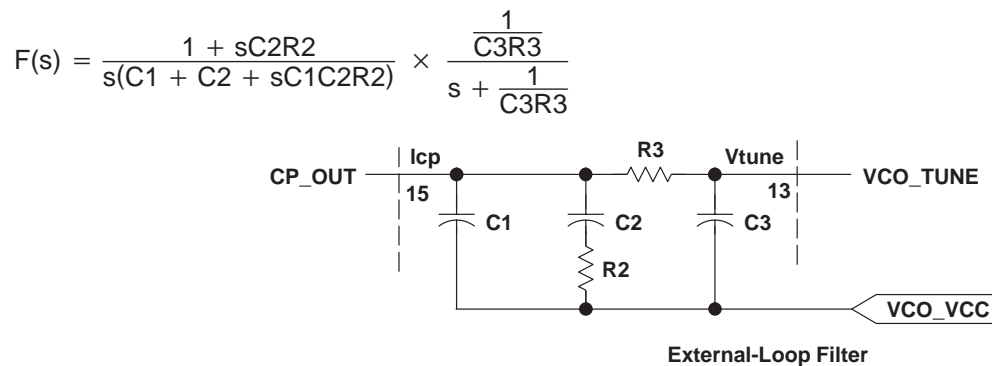 F(s) = (1 + sC2R2) / (s(C1 + C2 + sC1C2R2)) × (1 / C3R3) / (s + 1 / C3R3)
Icp R3 Vtune
CP_OUT 15 13 VCO_TUNE
C1 C2 C3
R2
VCO_VCC
External-Loop Filter